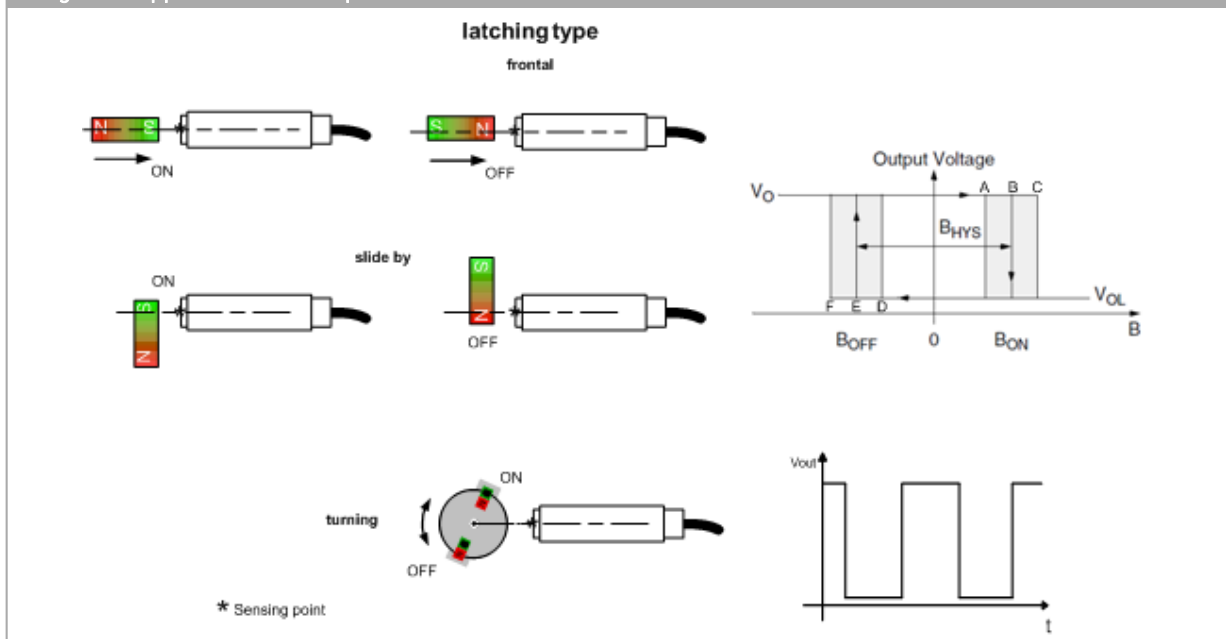 latching type
frontal
N S
ON
S N
OFF
slide by
ON
S
N
S
N
OFF
Output Voltage
VO
A B C
BHYS
VOL
F E D
B
BOFF 0 BON
turning
ON
OFF
Vout
t
* Sensing point